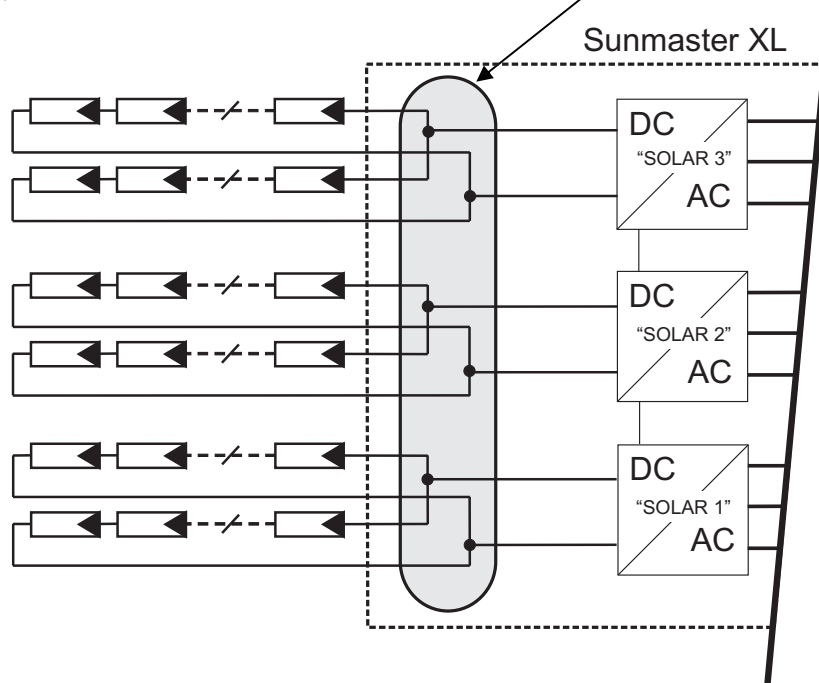 Sunmaster XL
DC
“SOLAR 3”
AC
DC
“SOLAR 2”
AC
DC
“SOLAR 1”
AC